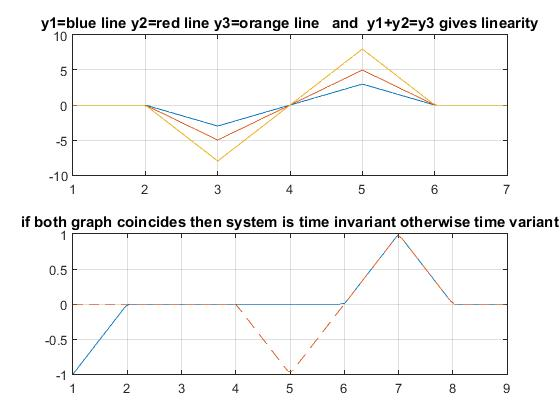 y1=blue line y2=red line y3=orange line   and  y1+y2=y3 gives linearity
10
5
0
-5
-10
1 2 3 4 5 6 7
if both graph coincides then system is time invariant otherwise time variant
1
0.5
0
-0.5
-1
1 2 3 4 5 6 7 8 9